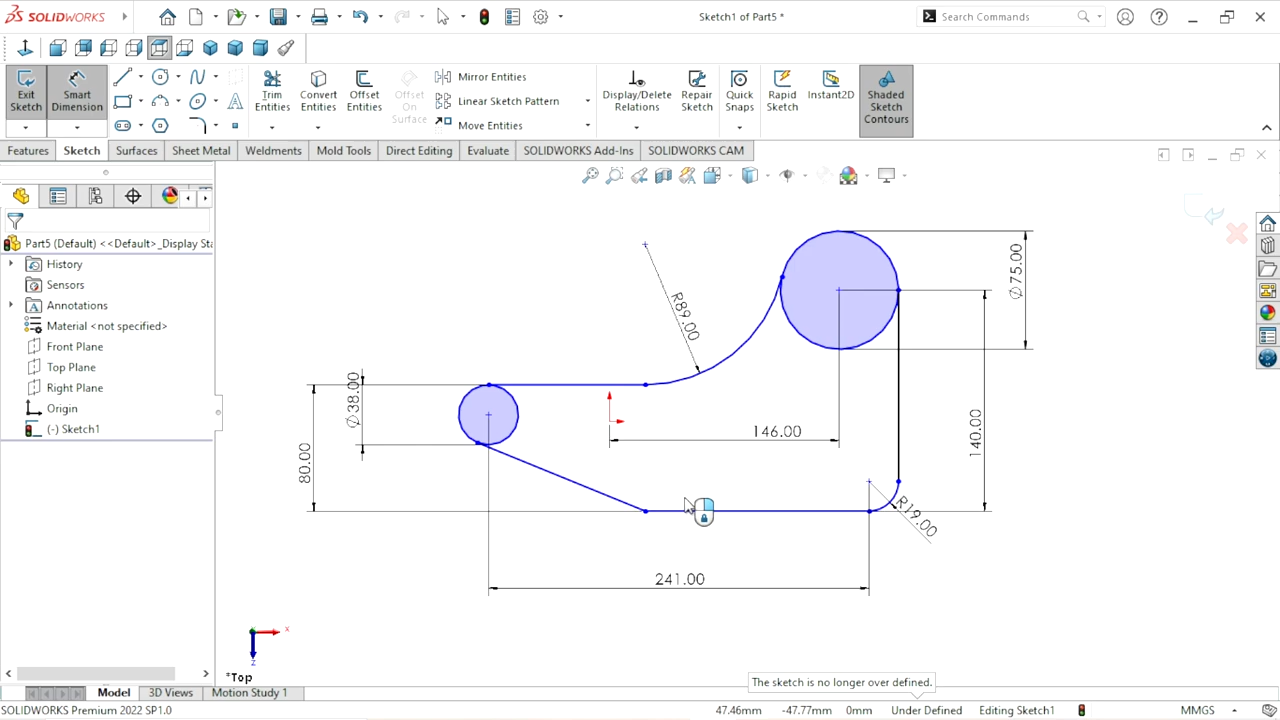 SOLIDWORKS
Sketch1 of Part5 *
Search Commands
Exit Sketch
Smart Dimension
Trim Entities
Convert Entities
Offset Entities
Offset On Surface
Mirror Entities
Linear Sketch Pattern
Move Entities
Display/Delete Relations
Repair Sketch
Quick Snaps
Rapid Sketch
Instant2D
Shaded Sketch Contours
Features
Sketch
Surfaces
Sheet Metal
Weldments
Mold Tools
Direct Editing
Evaluate
SOLIDWORKS Add-Ins
SOLIDWORKS CAM
Part5 (Default) <<Default>_Display Sta
History
Sensors
Annotations
Material <not specified>
Front Plane
Top Plane
Right Plane
Origin
(-) Sketch1
R89.00
Ø75.00
Ø38.00
80.00
146.00
140.00
R19.00
241.00
x
z
*Top
The sketch is no longer over defined.
Model
3D Views
Motion Study 1
SOLIDWORKS Premium 2022 SP1.0
47.46mm
-47.77mm
0mm
Under Defined
Editing Sketch1
MMGS